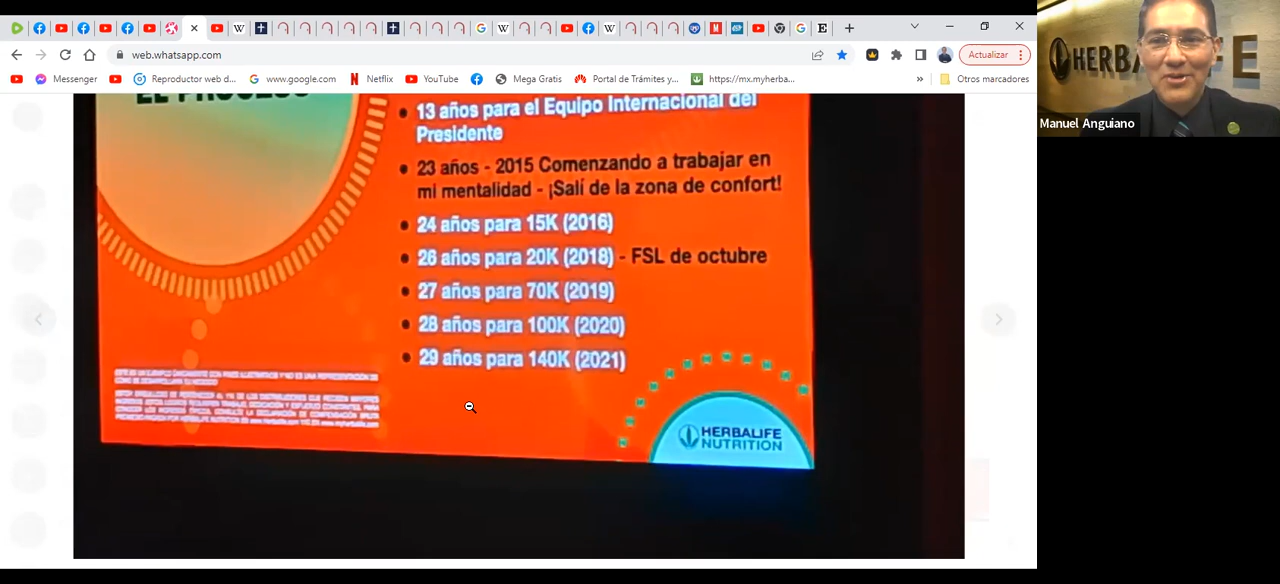 web.whatsapp.com
Actualizar
Messenger
Reproductor web d...
www.google.com
Netflix
YouTube
Mega Gratis
Portal de Trámites y...
https://mx.myherba...
»
Otros marcadores
HERBALIFE
Manuel Anguiano
EL PROCESO
• 13 años para el Equipo Internacional del
Presidente
• 23 años - 2015 Comenzando a trabajar en
mi mentalidad - ¡Salí de la zona de confort!
• 24 años para 15K (2016)
• 26 años para 20K (2018) - FSL de octubre
• 27 años para 70K (2019)
• 28 años para 100K (2020)
• 29 años para 140K (2021)
HERBALIFE
NUTRITION